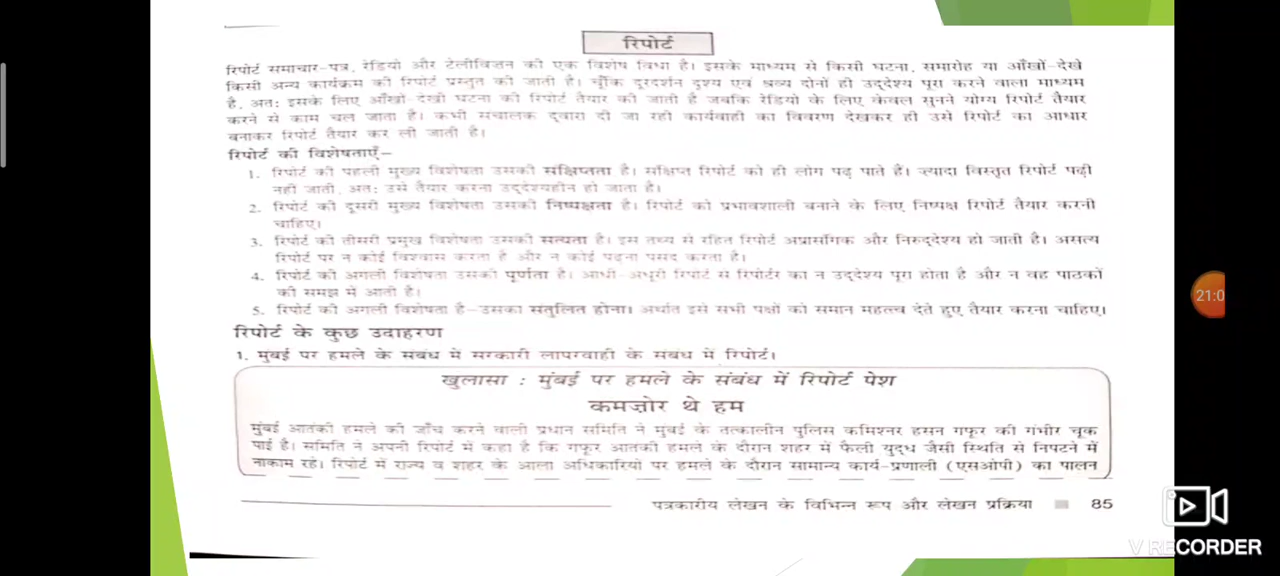 रिपोर्ट
रिपोर्ट समाचार-पत्र, रेडियो और टेलीविजन की एक विशेष विधा है। इसके माध्यम से किसी घटना, समारोह या आँखों-देखे
किसी अन्य कार्यक्रम की रिपोर्ट प्रस्तुत की जाती है। चूँकि दूरदर्शन दृश्य एवं श्रव्य दोनों ही उद्देश्य पूरा करने वाला माध्यम
है, अतः इसके लिए आँखों-देखी घटना की रिपोर्ट तैयार की जाती है जबकि रेडियो के लिए केवल सुनने योग्य रिपोर्ट तैयार
करने से काम चल जाता है। कभी संचालक द्वारा दी जा रही कार्यवाही का विवरण देखकर ही उसे रिपोर्ट का आधार
बनाकर रिपोर्ट तैयार कर ली जाती है।
रिपोर्ट की विशेषताएँ-
1. रिपोर्ट की पहली मुख्य विशेषता उसकी संक्षिप्तता है। संक्षिप्त रिपोर्ट को ही लोग पढ़ पाते हैं। ज्यादा विस्तृत रिपोर्ट पढ़ी
नहीं जाती, अतः उसे तैयार करना उद्देश्यहीन हो जाता है।
2. रिपोर्ट की दूसरी मुख्य विशेषता उसकी निष्पक्षता है। रिपोर्ट को प्रभावशाली बनाने के लिए निष्पक्ष रिपोर्ट तैयार करनी
चाहिए।
3. रिपोर्ट की तीसरी प्रमुख विशेषता उसकी सत्यता है। इस तथ्य से रहित रिपोर्ट अप्रासंगिक और निरुद्देश्य हो जाती है। असत्य
रिपोर्ट पर न कोई विश्वास करता है और न कोई पढ़ना पसंद करता है।
4. रिपोर्ट की अगली विशेषता उसकी पूर्णता है। आधी-अधूरी रिपोर्ट से रिपोर्टर का न उद्देश्य पूरा होता है और न वह पाठकों
की समझ में आती है।
5. रिपोर्ट की अगली विशेषता है-उसका संतुलित होना। अर्थात इसे सभी पक्षों को समान महत्त्व देते हुए तैयार करना चाहिए।
रिपोर्ट के कुछ उदाहरण
1. मुंबई पर हमले के संबंध में सरकारी लापरवाही के संबंध में रिपोर्ट।
खुलासा : मुंबई पर हमले के संबंध में रिपोर्ट पेश
कमज़ोर थे हम
मुंबई आतंकी हमले की जाँच करने वाली प्रधान समिति ने मुंबई के तत्कालीन पुलिस कमिश्नर हसन गफूर की गंभीर चूक
पाई है। समिति ने अपनी रिपोर्ट में कहा है कि गफूर आतंकी हमले के दौरान शहर में फैली युद्ध जैसी स्थिति से निपटने में
नाकाम रहे। रिपोर्ट में राज्य व शहर के आला अधिकारियों पर हमले के दौरान सामान्य कार्य-प्रणाली (एसओपी) का पालन
पत्रकारीय लेखन के विभिन्न रूप और लेखन प्रक्रिया 85
21:0
V RECORDER